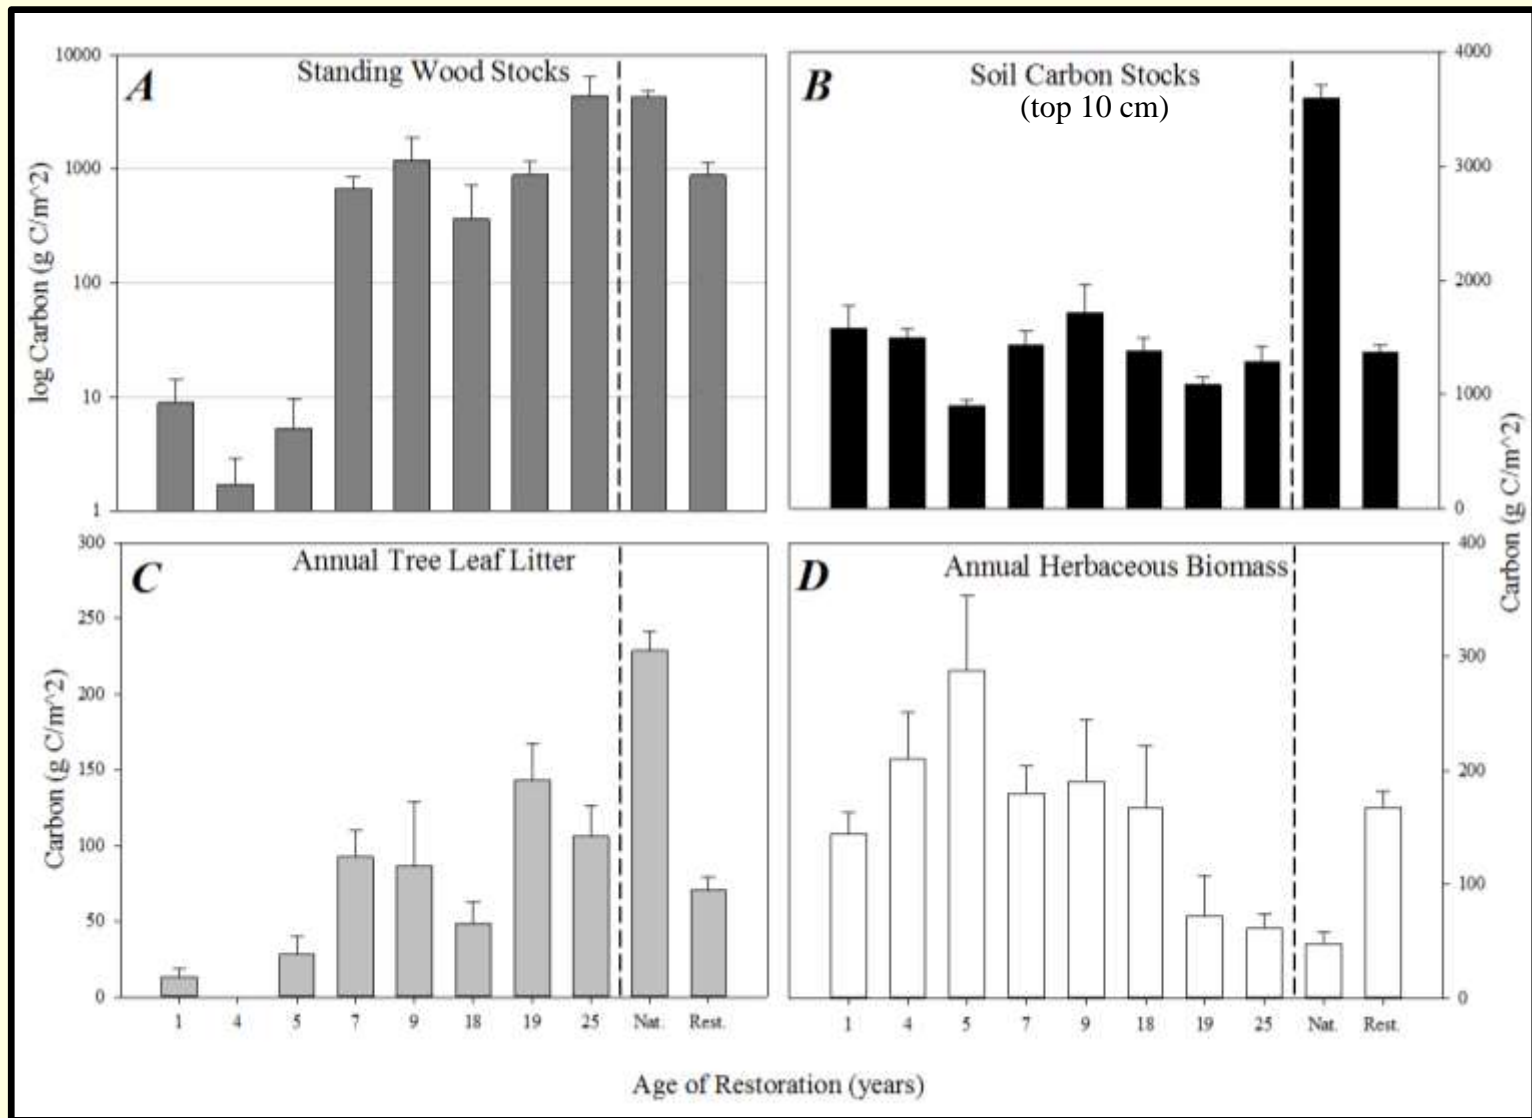 A
Standing Wood Stocks
10000
1000
100
10
1
log Carbon (g C/m^2)
B
Soil Carbon Stocks
(top 10 cm)
4000
3000
2000
1000
0
C
Annual Tree Leaf Litter
300
250
200
150
100
50
0
Carbon (g C/m^2)
1 4 5 7 9 18 19 25 Nat. Rest.
D
Annual Herbaceous Biomass
400
300
200
100
0
Carbon (g C/m^2)
1 4 5 7 9 18 19 25 Nat. Rest.
Age of Restoration (years)